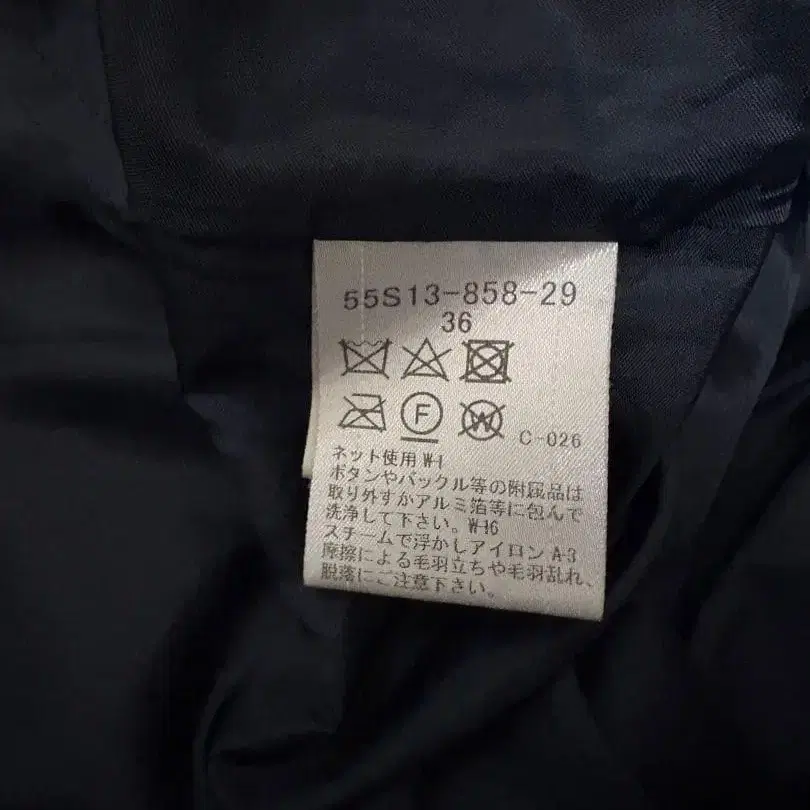 55S13-858-29
36
F W C-026
ネット使用 W-1
ボタンやバックル等の附属品は
取り外すかアルミ箔等に包んで
洗浄して下さい。W-16
スチームで浮かしアイロン A-3
摩擦による毛羽立ちや毛羽乱れ、
脱落にご注意下さい。